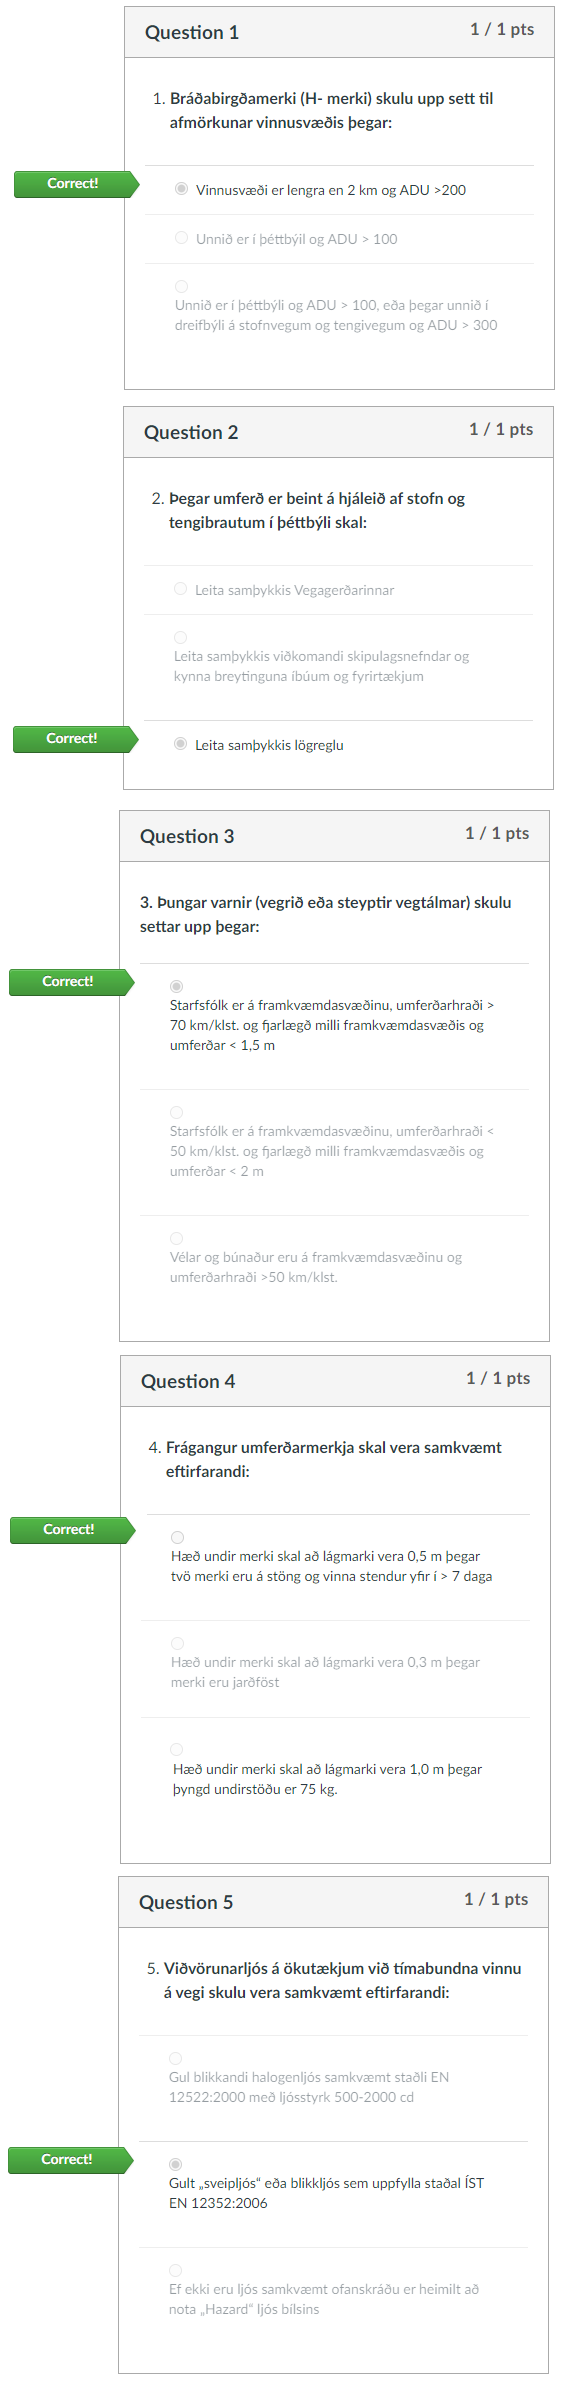 Question 1
1 / 1 pts
1. Bráðabirgðamerki (H- merki) skulu upp sett til
afmörkunar vinnusvæðis þegar:
Correct!
Vinnusvæði er lengra en 2 km og ADU >200
Unnið er í þéttbýil og ADU > 100
Unnið er í þéttbýli og ADU > 100, eða þegar unnið í
dreifbýli á stofnvegum og tengivegum og ADU > 300
Question 2
1 / 1 pts
2. Þegar umferð er beint á hjáleið af stofn og
tengibrautum í þéttbýli skal:
Leita samþykkis Vegagerðarinnar
Leita samþykkis viðkomandi skipulagsnefndar og
kynna breytinguna íbúum og fyrirtækjum
Correct!
Leita samþykkis lögreglu
Question 3
1 / 1 pts
3. Þungar varnir (vegrið eða steyptir vegtálmar) skulu
settar upp þegar:
Correct!
Starfsfólk er á framkvæmdasvæðinu, umferðarhraði >
70 km/klst. og fjarlægð milli framkvæmdasvæðis og
umferðar < 1,5 m
Starfsfólk er á framkvæmdasvæðinu, umferðarhraði <
50 km/klst. og fjarlægð milli framkvæmdasvæðis og
umferðar < 2 m
Vélar og búnaður eru á framkvæmdasvæðinu og
umferðarhraði >50 km/klst.
Question 4
1 / 1 pts
4. Frágangur umferðarmerkja skal vera samkvæmt
eftirfarandi:
Correct!
Hæð undir merki skal að lágmarki vera 0,5 m þegar
tvö merki eru á stöng og vinna stendur yfir í > 7 daga
Hæð undir merki skal að lágmarki vera 0,3 m þegar
merki eru jarðföst
Hæð undir merki skal að lágmarki vera 1,0 m þegar
þyngd undirstöðu er 75 kg.
Question 5
1 / 1 pts
5. Viðvörunarljós á ökutækjum við tímabundna vinnu
á vegi skulu vera samkvæmt eftirfarandi:
Gul blikkandi halogenljós samkvæmt staðli EN
12522:2000 með ljósstyrk 500-2000 cd
Correct!
Gult „sveipljós“ eða blikkljós sem uppfylla staðal ÍST
EN 12352:2006
Ef ekki eru ljós samkvæmt ofanskráðu er heimilt að
nota „Hazard“ ljós bílsins